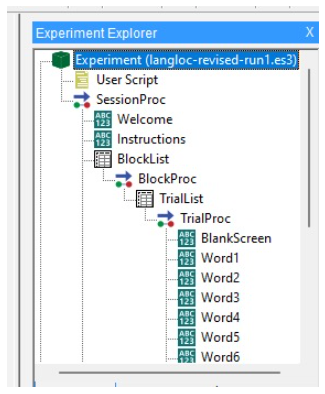 Experiment Explorer X
Experiment (langloc-revised-run1.es3)
User Script
SessionProc
ABC
123
Welcome
ABC
123
Instructions
BlockList
BlockProc
TrialList
TrialProc
ABC
123
BlankScreen
ABC
123
Word1
ABC
123
Word2
ABC
123
Word3
ABC
123
Word4
ABC
123
Word5
ABC
123
Word6